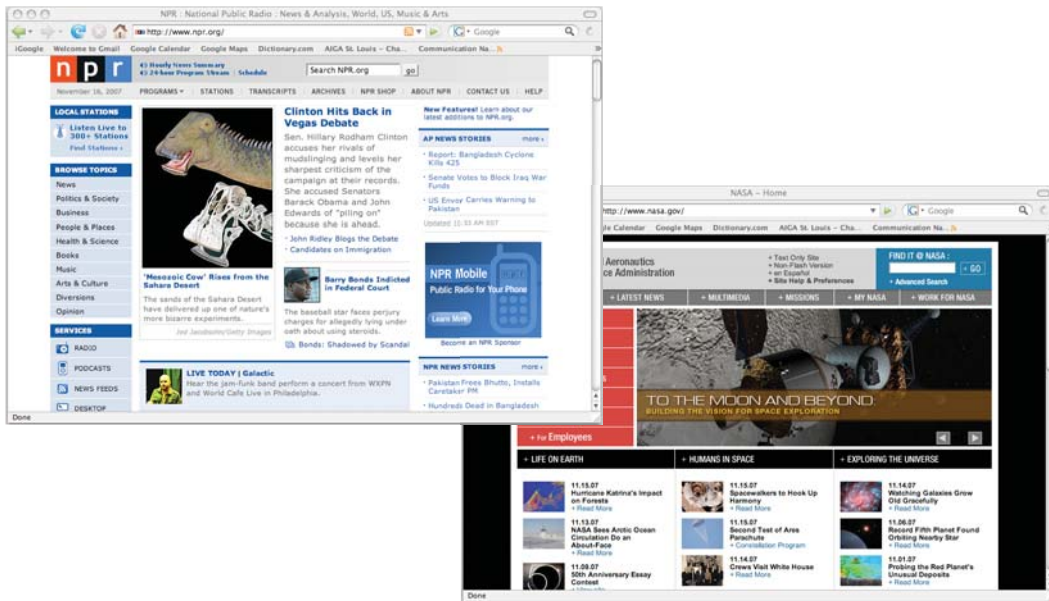 NPR : National Public Radio : News & Analysis, World, US, Music & Arts
http://www.npr.org/
Google
iGoogle Welcome to Gmail Google Calendar Google Maps Dictionary.com AIGA St. Louis – Cha... Communication Na...
npr
Hourly News Summary
24-hour Program Stream | Schedule
Search NPR.org go
November 16, 2007
PROGRAMS STATIONS TRANSCRIPTS ARCHIVES NPR SHOP ABOUT NPR CONTACT US HELP
LOCAL STATIONS
Listen Live to
300+ Stations
Find Stations ›
BROWSE TOPICS
News
Politics & Society
Business
People & Places
Health & Science
Books
Music
Arts & Culture
Diversions
Opinion
SERVICES
RADIO
PODCASTS
NEWS FEEDS
DESKTOP
'Mesozoic Cow' Rises from the
Sahara Desert
The sands of the Sahara Desert
have delivered up one of nature's
more bizarre experiments.
Ira Jacobsohn/Getty Images
Clinton Hits Back in
Vegas Debate
Sen. Hillary Rodham Clinton
accuses her rivals of
mudslinging and levels her
sharpest criticism of the
campaign at their records.
She accused Senators
Barack Obama and John
Edwards of "piling on"
because she is ahead.
John Ridley Blogs the Debate
Candidates on Immigration
Barry Bonds Indicted
in Federal Court
The baseball star faces perjury
charges for allegedly lying under
oath about using steroids.
Bonds: Shadowed by Scandal
LIVE TODAY | Galactic
Hear the jam-funk band perform a concert from WXPN
and World Cafe Live in Philadelphia.
New Features! Learn about our
latest additions to NPR.org.
AP NEWS STORIES more ›
Report: Bangladesh Cyclone
Kills 425
Senate Votes to Block Iraq War
Funds
US Envoy Carries Warning to
Pakistan
Updated 11:33 AM EST
NPR Mobile
Public Radio for Your Phone
Learn More
Become an NPR Sponsor
NPR NEWS STORIES more ›
Pakistan Frees Bhutto, Installs
Caretaker PM
Hundreds Dead in Bangladesh
Done
NASA – Home
http://www.nasa.gov/
Google
le Calendar Google Maps Dictionary.com AIGA St. Louis – Cha... Communication Na...
Aeronautics
ce Administration
+ Text Only Site
+ Non-Flash Version
+ en Español
+ Site Help & Preferences
FIND IT @ NASA :
+ GO
+ Advanced Search
+ LATEST NEWS + MULTIMEDIA + MISSIONS + MY NASA + WORK FOR NASA
TO THE MOON AND BEYOND:
BUILDING THE VISION FOR SPACE EXPLORATION
+ For Employees
+ LIFE ON EARTH
11.15.07
Hurricane Katrina's Impact
on Forests
+ Read More
11.13.07
NASA Sees Arctic Ocean
Circulation Do an
About-Face
+ Read More
11.09.07
50th Anniversary Essay
Contest
+ HUMANS IN SPACE
11.15.07
Spacewalkers to Hook Up
Harmony
+ Read More
11.15.07
Second Test of Ares
Parachute
+ Constellation Program
11.14.07
Crews Visit White House
+ Read More
+ EXPLORING THE UNIVERSE
11.14.07
Watching Galaxies Grow
Old Gracefully
+ Read More
11.06.07
Record Fifth Planet Found
Orbiting Nearby Star
+ Read More
11.01.07
Probing the Red Planet's
Unusual Deposits
+ Read More
Done